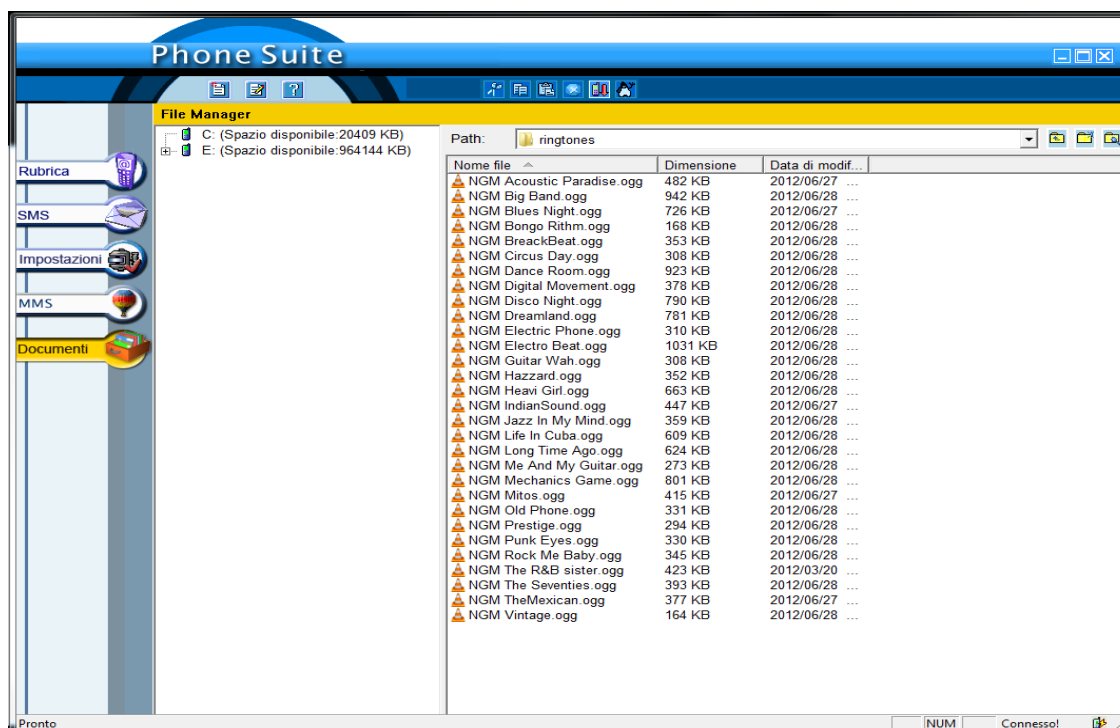 Phone Suite
File Manager
C: (Spazio disponibile:20409 KB)
E: (Spazio disponibile:964144 KB)
Rubrica
SMS
Impostazioni
MMS
Documenti
Path: ringtones
Nome file Dimensione Data di modif...
NGM Acoustic Paradise.ogg 482 KB 2012/06/27 ...
NGM Big Band.ogg 942 KB 2012/06/28 ...
NGM Blues Night.ogg 726 KB 2012/06/27 ...
NGM Bongo Rithm.ogg 168 KB 2012/06/28 ...
NGM BreackBeat.ogg 353 KB 2012/06/28 ...
NGM Circus Day.ogg 308 KB 2012/06/28 ...
NGM Dance Room.ogg 923 KB 2012/06/28 ...
NGM Digital Movement.ogg 378 KB 2012/06/28 ...
NGM Disco Night.ogg 790 KB 2012/06/28 ...
NGM Dreamland.ogg 781 KB 2012/06/28 ...
NGM Electric Phone.ogg 310 KB 2012/06/28 ...
NGM Electro Beat.ogg 1031 KB 2012/06/28 ...
NGM Guitar Wah.ogg 308 KB 2012/06/28 ...
NGM Hazzard.ogg 352 KB 2012/06/28 ...
NGM Heavi Girl.ogg 663 KB 2012/06/28 ...
NGM IndianSound.ogg 447 KB 2012/06/27 ...
NGM Jazz In My Mind.ogg 359 KB 2012/06/28 ...
NGM Life In Cuba.ogg 609 KB 2012/06/28 ...
NGM Long Time Ago.ogg 624 KB 2012/06/28 ...
NGM Me And My Guitar.ogg 273 KB 2012/06/28 ...
NGM Mechanics Game.ogg 801 KB 2012/06/28 ...
NGM Mitos.ogg 415 KB 2012/06/27 ...
NGM Old Phone.ogg 331 KB 2012/06/28 ...
NGM Prestige.ogg 294 KB 2012/06/28 ...
NGM Punk Eyes.ogg 330 KB 2012/06/28 ...
NGM Rock Me Baby.ogg 345 KB 2012/06/28 ...
NGM The R&B sister.ogg 423 KB 2012/03/20 ...
NGM The Seventies.ogg 393 KB 2012/06/28 ...
NGM TheMexican.ogg 377 KB 2012/06/27 ...
NGM Vintage.ogg 164 KB 2012/06/28 ...
Pronto NUM Connesso!